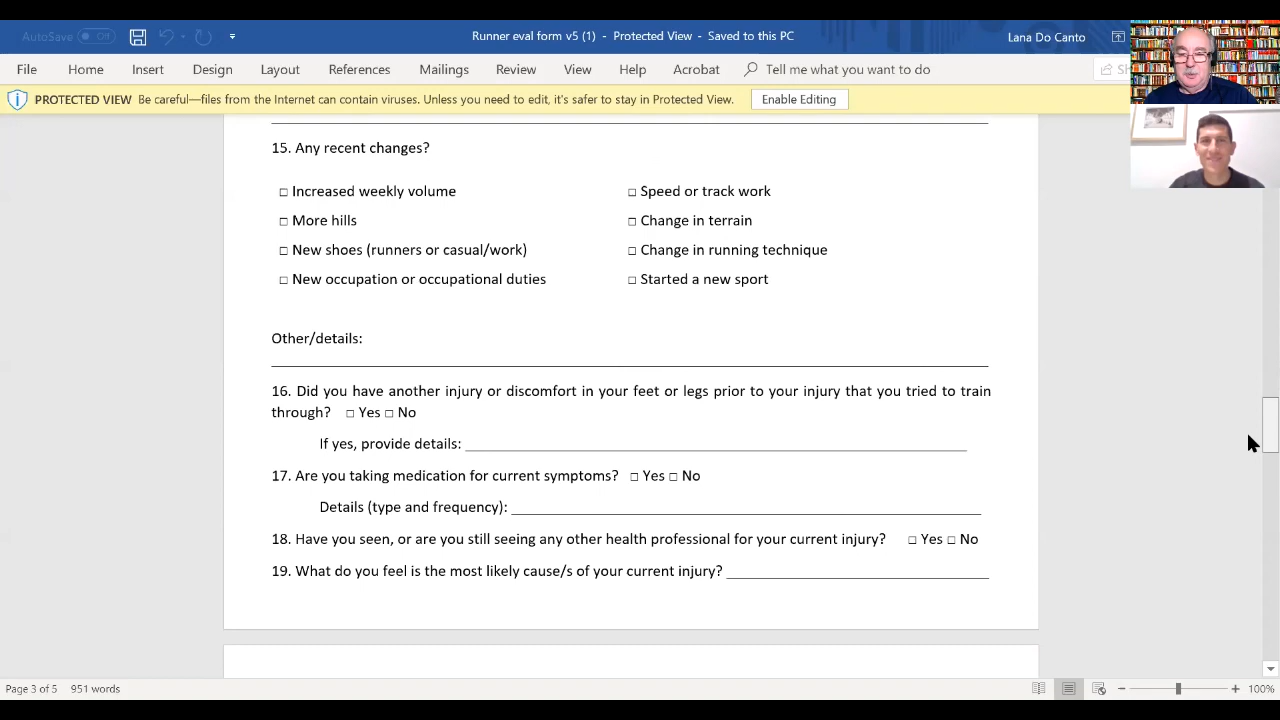 AutoSave Off
Runner eval form v5 (1) - Protected View - Saved to this PC
Lana Do Canto
File Home Insert Design Layout References Mailings Review View Help Acrobat Tell me what you want to do
PROTECTED VIEW Be careful—files from the Internet can contain viruses. Unless you need to edit, it's safer to stay in Protected View. Enable Editing
15. Any recent changes?
□ Increased weekly volume □ Speed or track work
□ More hills □ Change in terrain
□ New shoes (runners or casual/work) □ Change in running technique
□ New occupation or occupational duties □ Started a new sport
Other/details:
16. Did you have another injury or discomfort in your feet or legs prior to your injury that you tried to train
through? □ Yes □ No
If yes, provide details:
17. Are you taking medication for current symptoms? □ Yes □ No
Details (type and frequency):
18. Have you seen, or are you still seeing any other health professional for your current injury? □ Yes □ No
19. What do you feel is the most likely cause/s of your current injury?
Page 3 of 5 951 words 100%